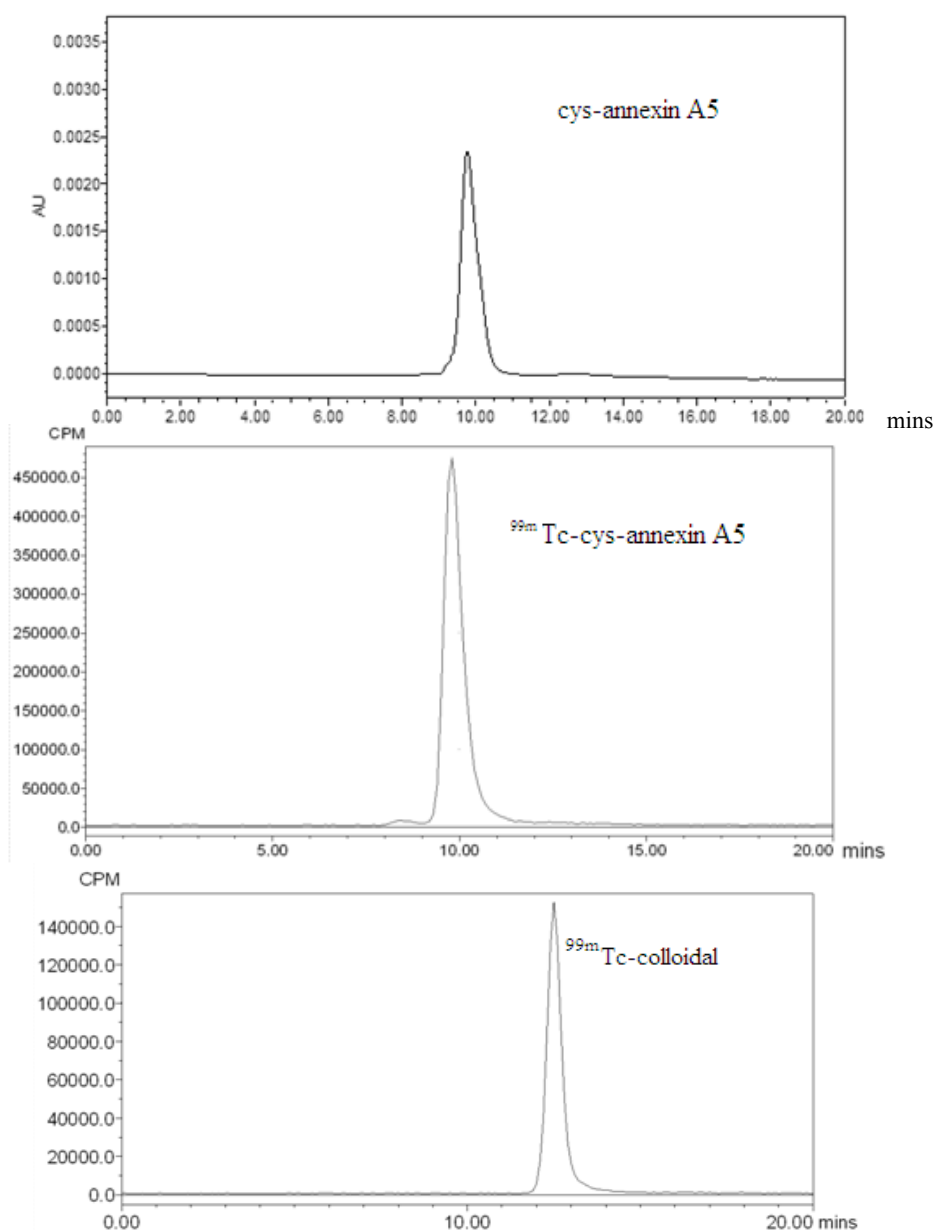 0.0035
0.0030
cys-annexin A5
0.0025
0.0020
AU
0.0015
0.0010
0.0005
0.0000
0.00 2.00 4.00 6.00 8.00 10.00 12.00 14.00 16.00 18.00 20.00 mins
CPM
450000.0
400000.0
99m Tc-cys-annexin A5
350000.0
300000.0
250000.0
200000.0
150000.0
100000.0
50000.0
0.0
0.00 5.00 10.00 15.00 20.00 mins
CPM
140000.0
99m Tc-colloidal
120000.0
100000.0
80000.0
60000.0
40000.0
20000.0
0.0
0.00 10.00 20.00 mins